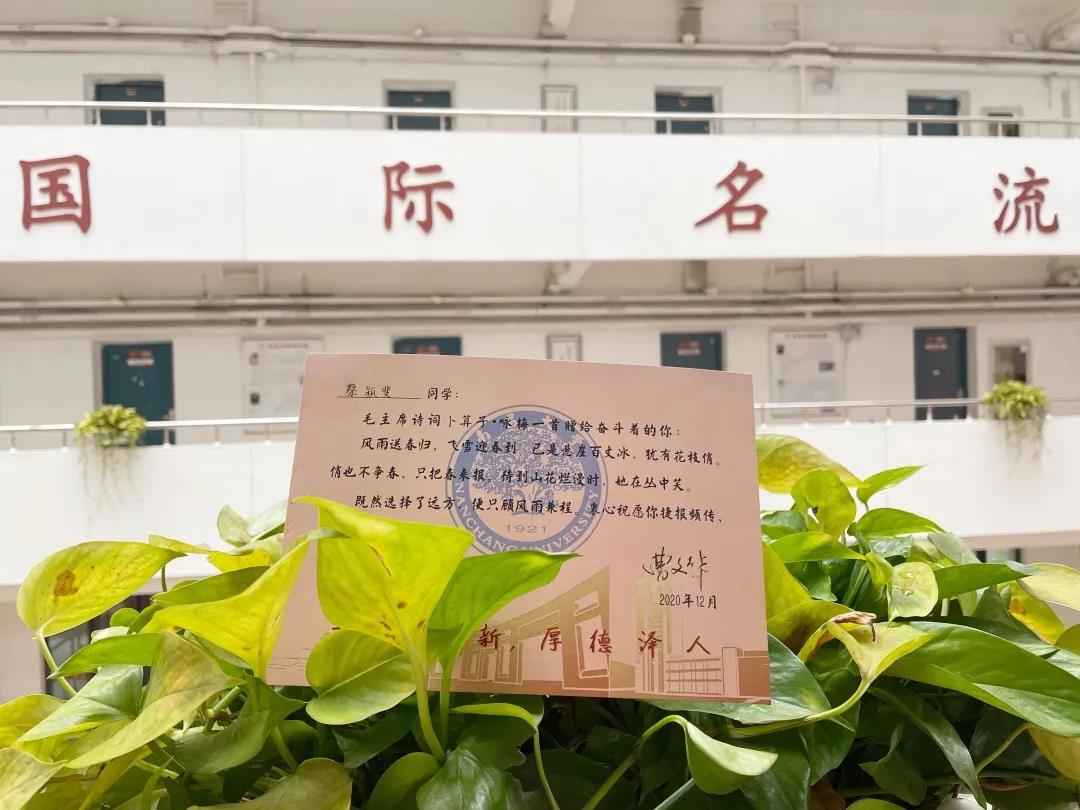 国际名流
蔡颖斐 同学：
毛主席诗词卜算子·咏梅一首赠给奋斗着的你：
风雨送春归，飞雪迎春到，已是悬崖百丈冰，犹有花枝俏。
俏也不争春，只把春来报。待到山花烂漫时，她在丛中笑。
既然选择了远方，便只顾风雨兼程。衷心祝愿你捷报频传，
NANCHANG UNIVERSITY
1921
曹文华
2020年12月
新，厚德泽人